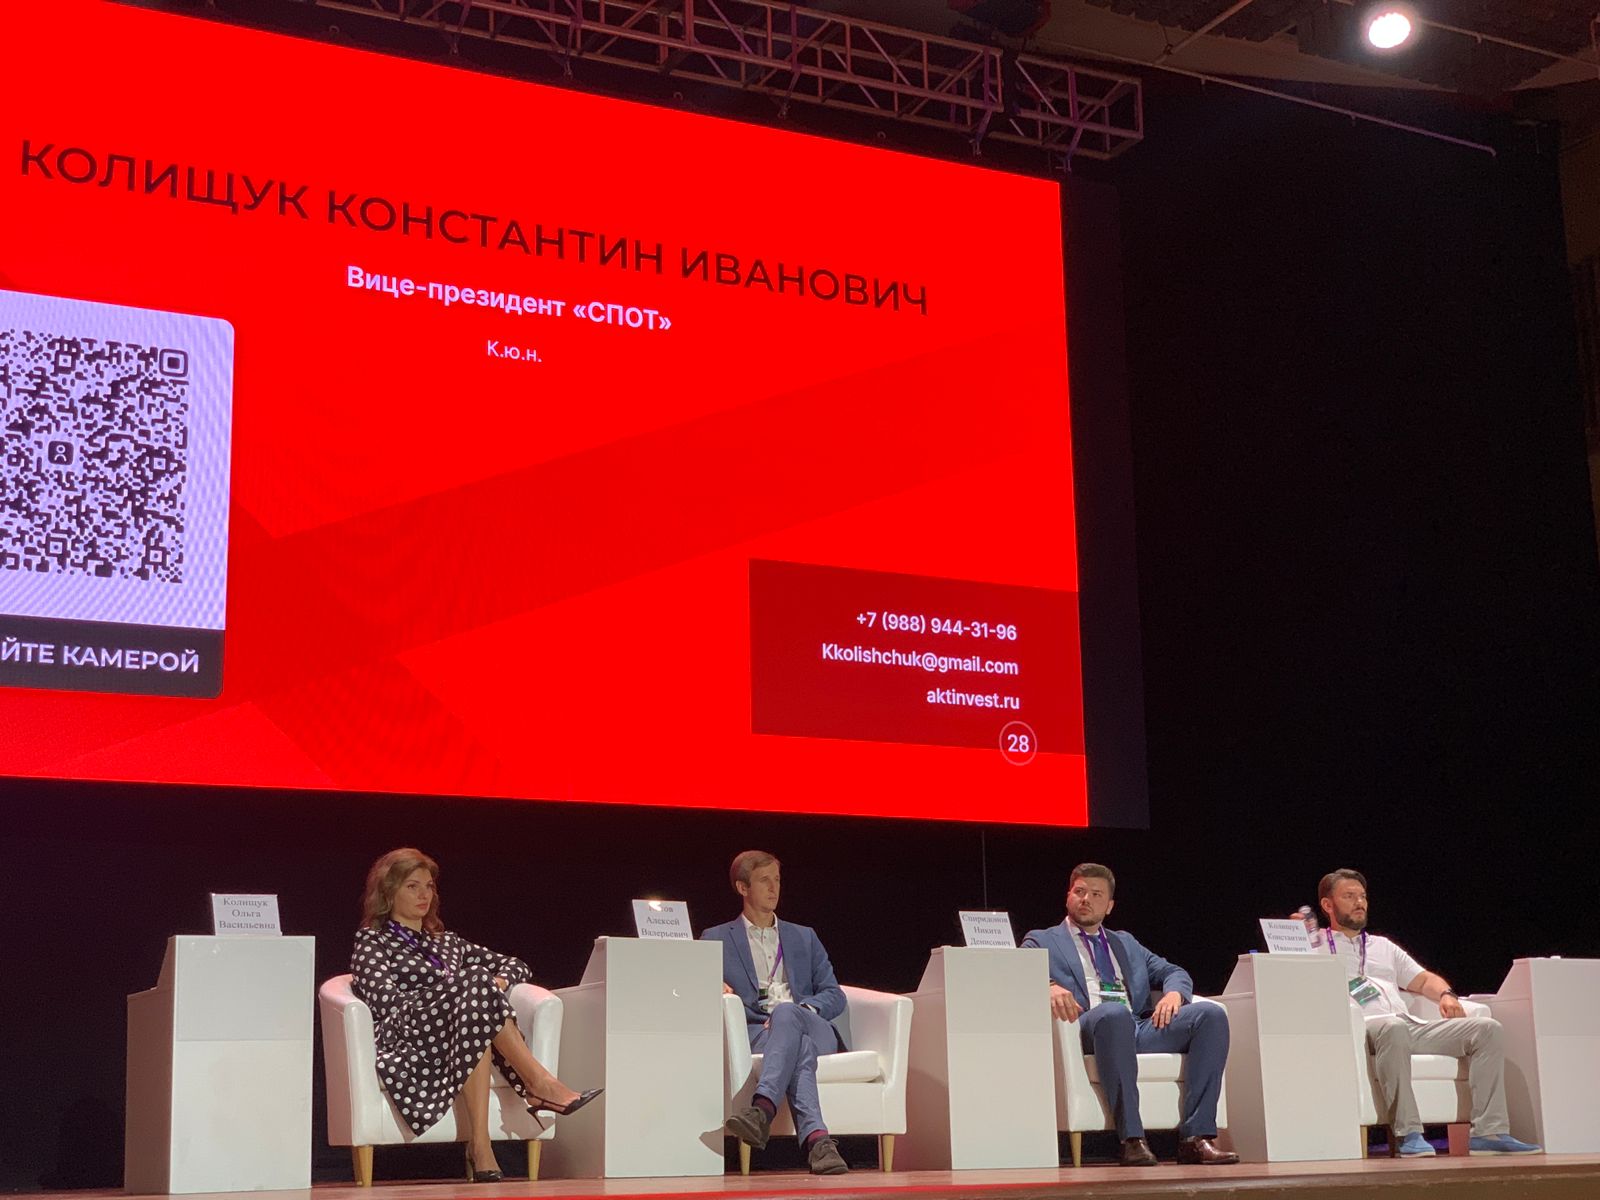 КОЛИЩУК КОНСТАНТИН ИВАНОВИЧ
Вице-президент «СПОТ»
К.ю.н.
ЙТЕ КАМЕРОЙ
+7 (988) 944-31-96
Kkolishchuk@gmail.com
aktinvest.ru
28
Колищук
Ольга
Васильевна
Алексей
Валерьевич
Спиридонов
Никита
Денисович
Колищук
Константин
Иванович